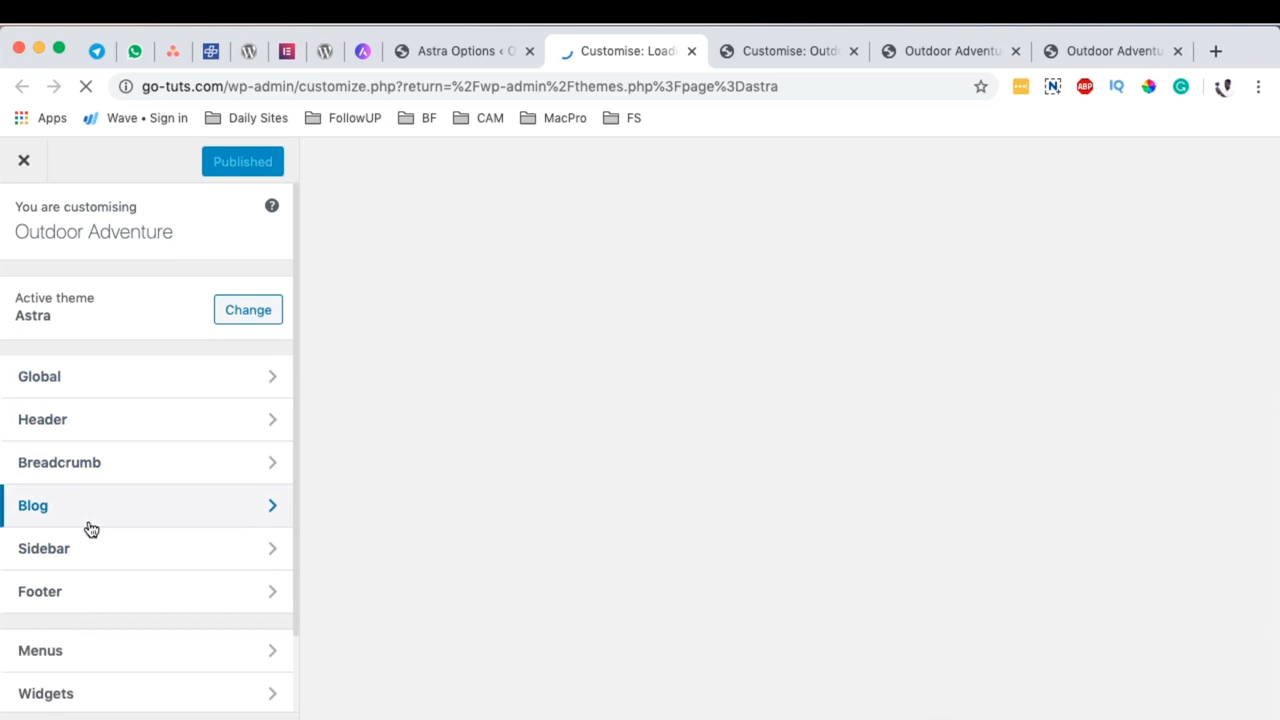 Astra Options ‹ O
Customise: Loadi
Customise: Outd
Outdoor Adventu
Outdoor Adventu
go-tuts.com/wp-admin/customize.php?return=%2Fwp-admin%2Fthemes.php%3Fpage%3Dastra
Apps
Wave • Sign in
Daily Sites
FollowUP
BF
CAM
MacPro
FS
Published
You are customising
Outdoor Adventure
Active theme
Astra
Change
Global
Header
Breadcrumb
Blog
Sidebar
Footer
Menus
Widgets